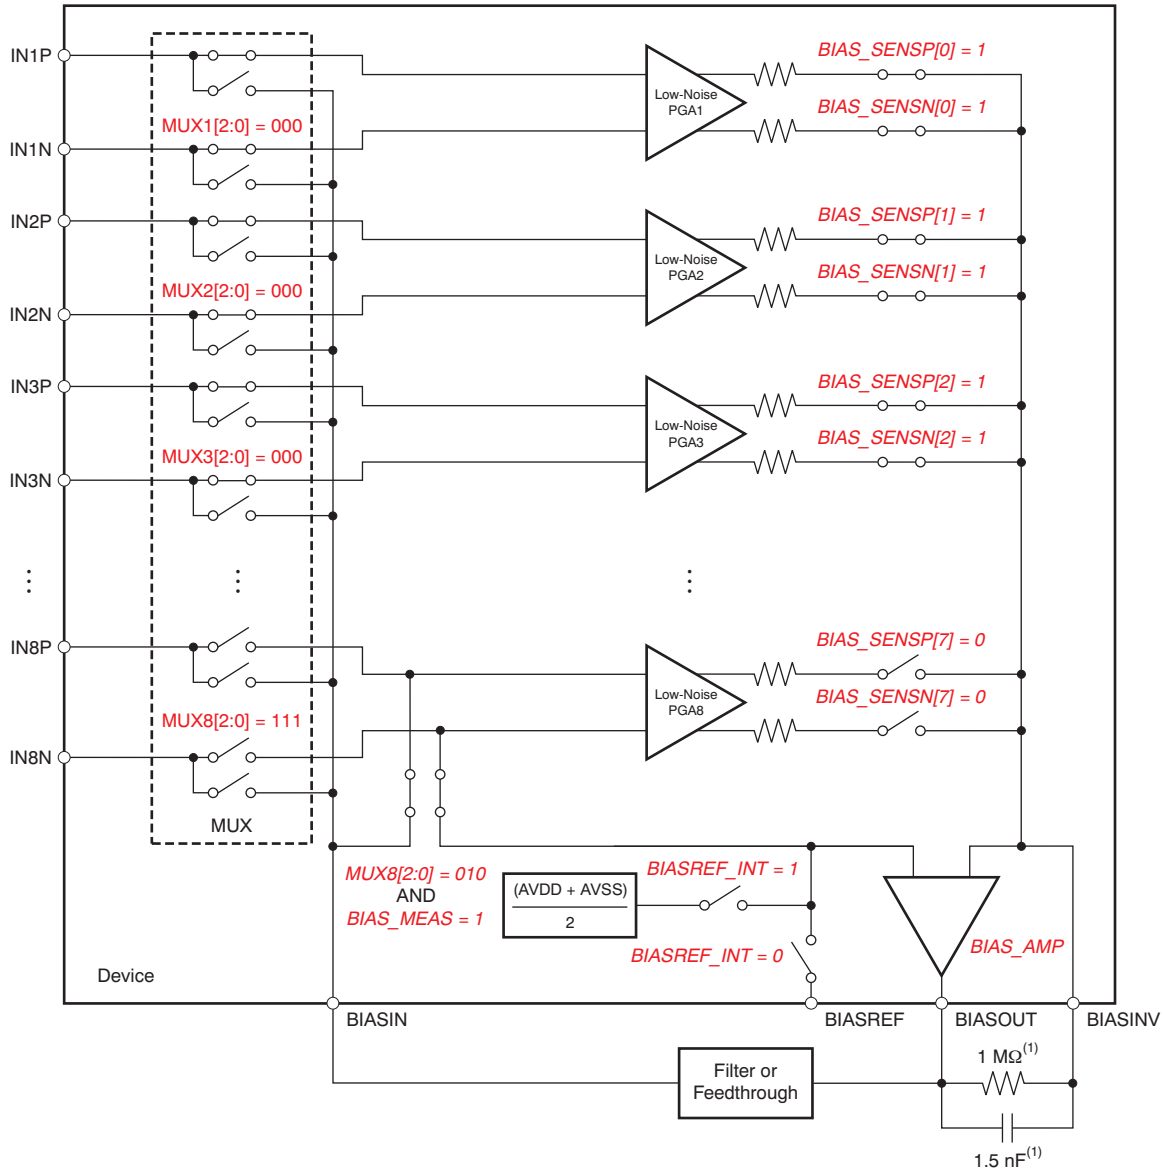 IN1P
BIAS_SENSP[0] = 1
Low-Noise
PGA1
BIAS_SENSN[0] = 1
MUX1[2:0] = 000
IN1N
IN2P
BIAS_SENSP[1] = 1
Low-Noise
PGA2
BIAS_SENSN[1] = 1
MUX2[2:0] = 000
IN2N
IN3P
BIAS_SENSP[2] = 1
Low-Noise
PGA3
BIAS_SENSN[2] = 1
MUX3[2:0] = 000
IN3N
IN8P
BIAS_SENSP[7] = 0
Low-Noise
PGA8
BIAS_SENSN[7] = 0
MUX8[2:0] = 111
IN8N
MUX
MUX8[2:0] = 010
AND
BIAS_MEAS = 1
(AVDD + AVSS)
2
BIASREF_INT = 1
BIASREF_INT = 0
BIAS_AMP
Device
BIASIN
BIASREF
BIASOUT
BIASINV
Filter or
Feedthrough
1 MΩ(1)
1.5 nF(1)